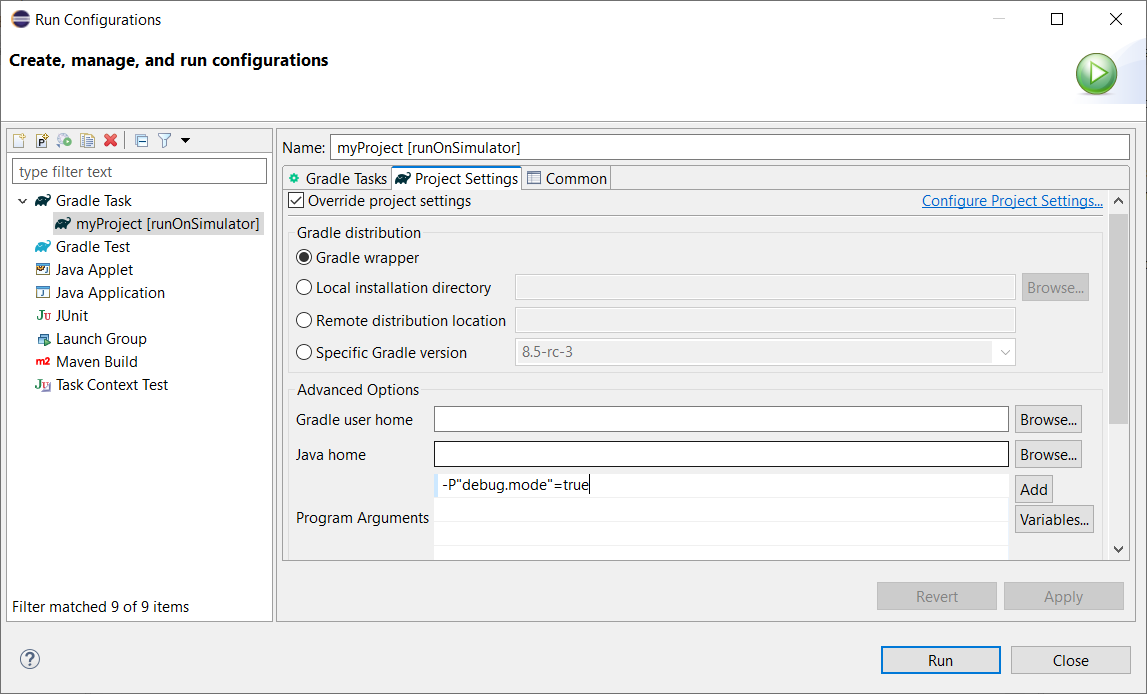 Run Configurations
Create, manage, and run configurations
type filter text
Gradle Task
myProject [runOnSimulator]
Gradle Test
Java Applet
Java Application
JUnit
Launch Group
Maven Build
Task Context Test
Filter matched 9 of 9 items
Name: myProject [runOnSimulator]
Gradle Tasks Project Settings Common
Override project settings Configure Project Settings...
Gradle distribution
Gradle wrapper
Local installation directory Browse...
Remote distribution location
Specific Gradle version 8.5-rc-3
Advanced Options
Gradle user home Browse...
Java home Browse...
-P"debug.mode"=true Add
Program Arguments Variables...
Revert Apply
Run Close